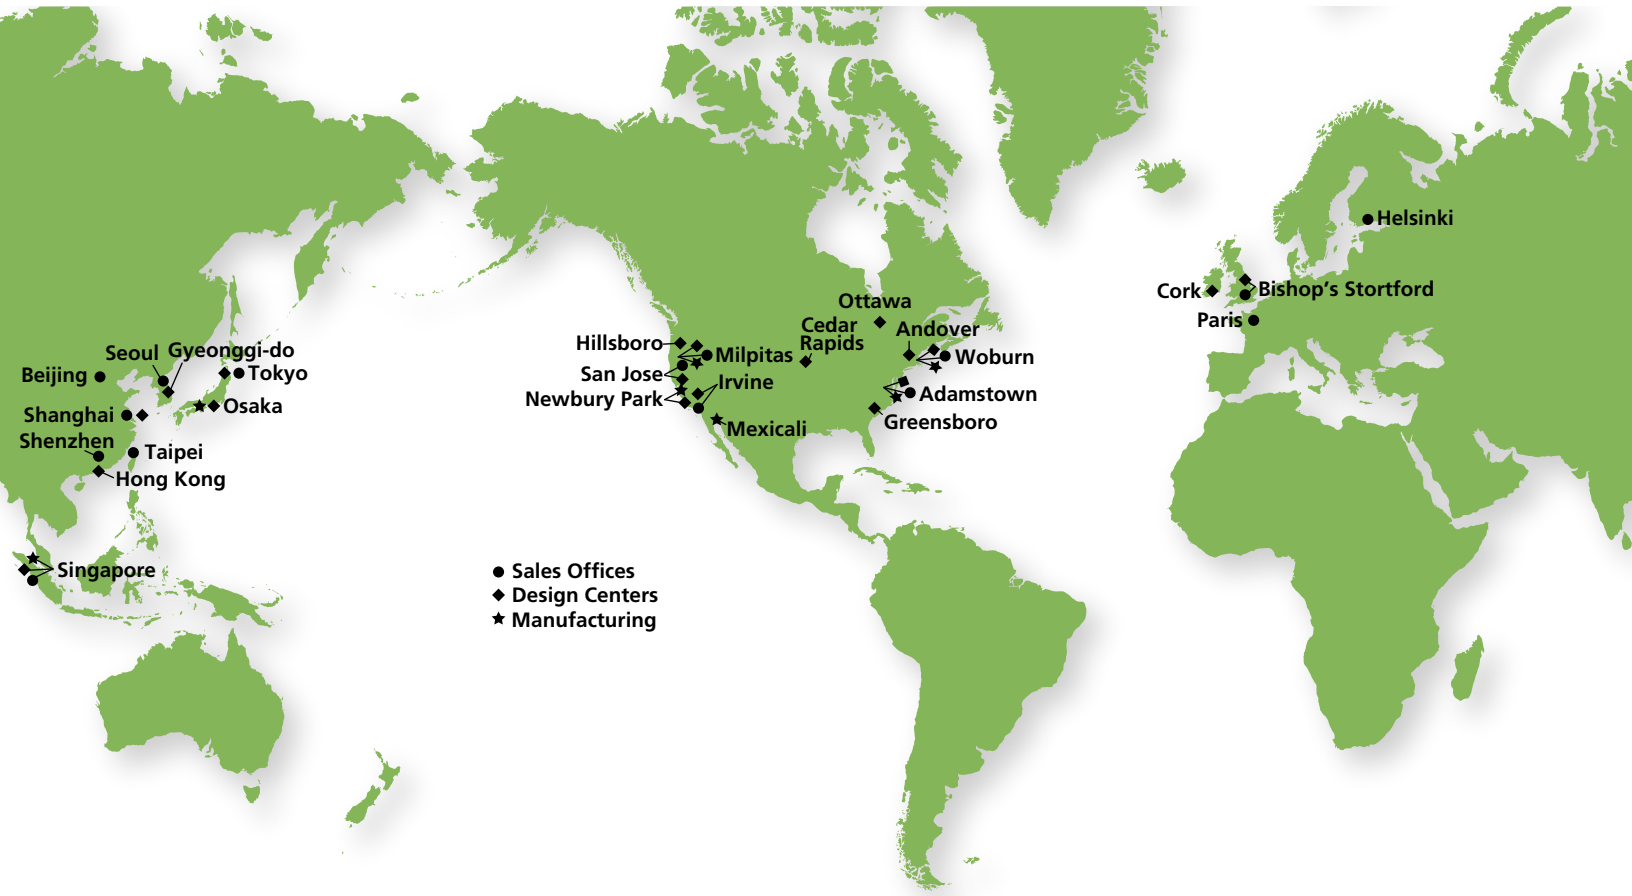 Helsinki
Cork
Bishop's Stortford
Paris
Ottawa
Cedar
Rapids
Andover
Hillsboro
Milpitas
Woburn
San Jose
Irvine
Newbury Park
Adamstown
Greensboro
Mexicali
Seoul
Gyeonggi-do
Beijing
Tokyo
Shanghai
Osaka
Shenzhen
Taipei
Hong Kong
Singapore
Sales Offices
Design Centers
Manufacturing